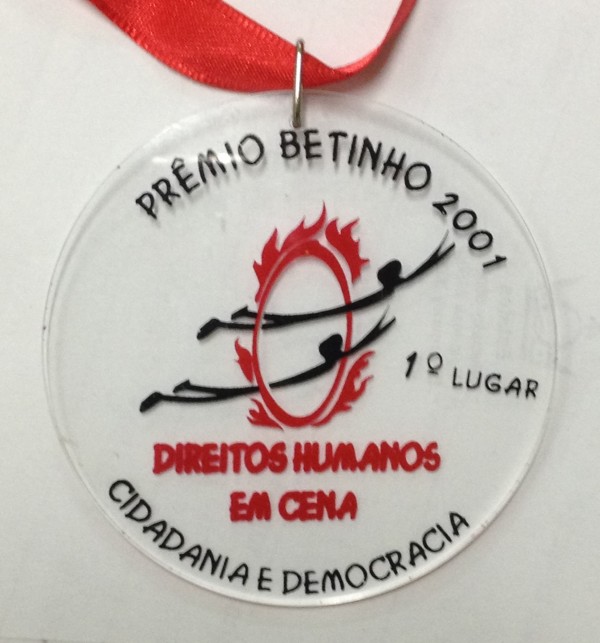 PRÊMIO BETINHO 2001
1º LUGAR
DIREITOS HUMANOS
EM CENA
CIDADANIA E DEMOCRACIA